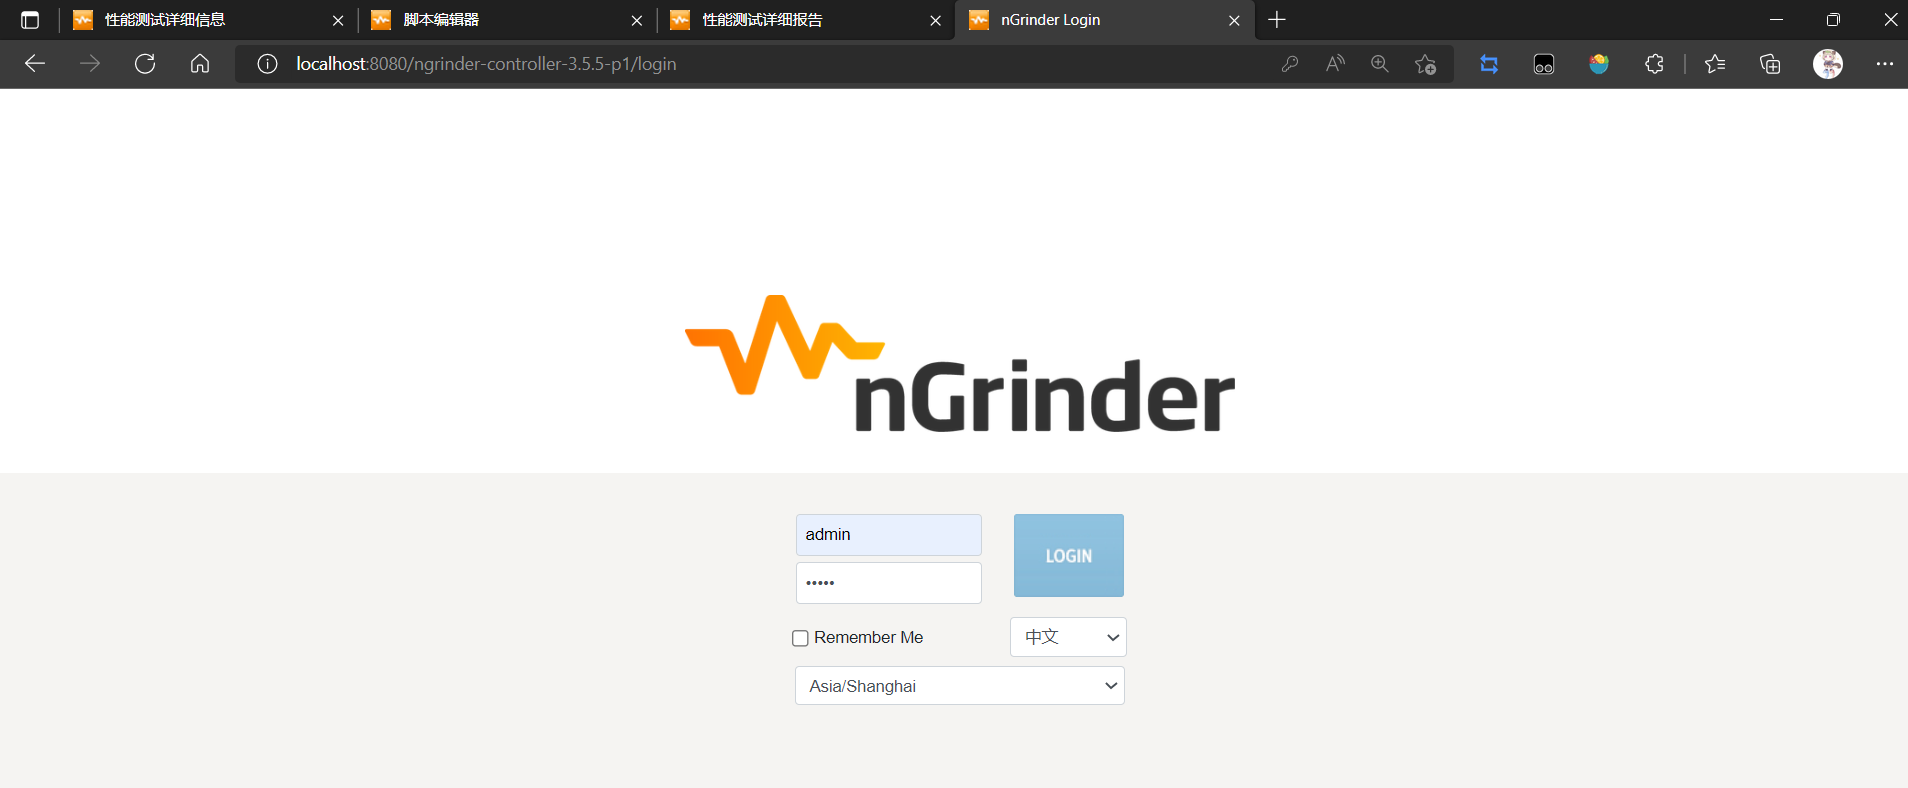 性能测试详细信息
脚本编辑器
性能测试详细报告
nGrinder Login
localhost:8080/ngrinder-controller-3.5.5-p1/login
nGrinder
admin
•••••
LOGIN
Remember Me
中文
Asia/Shanghai